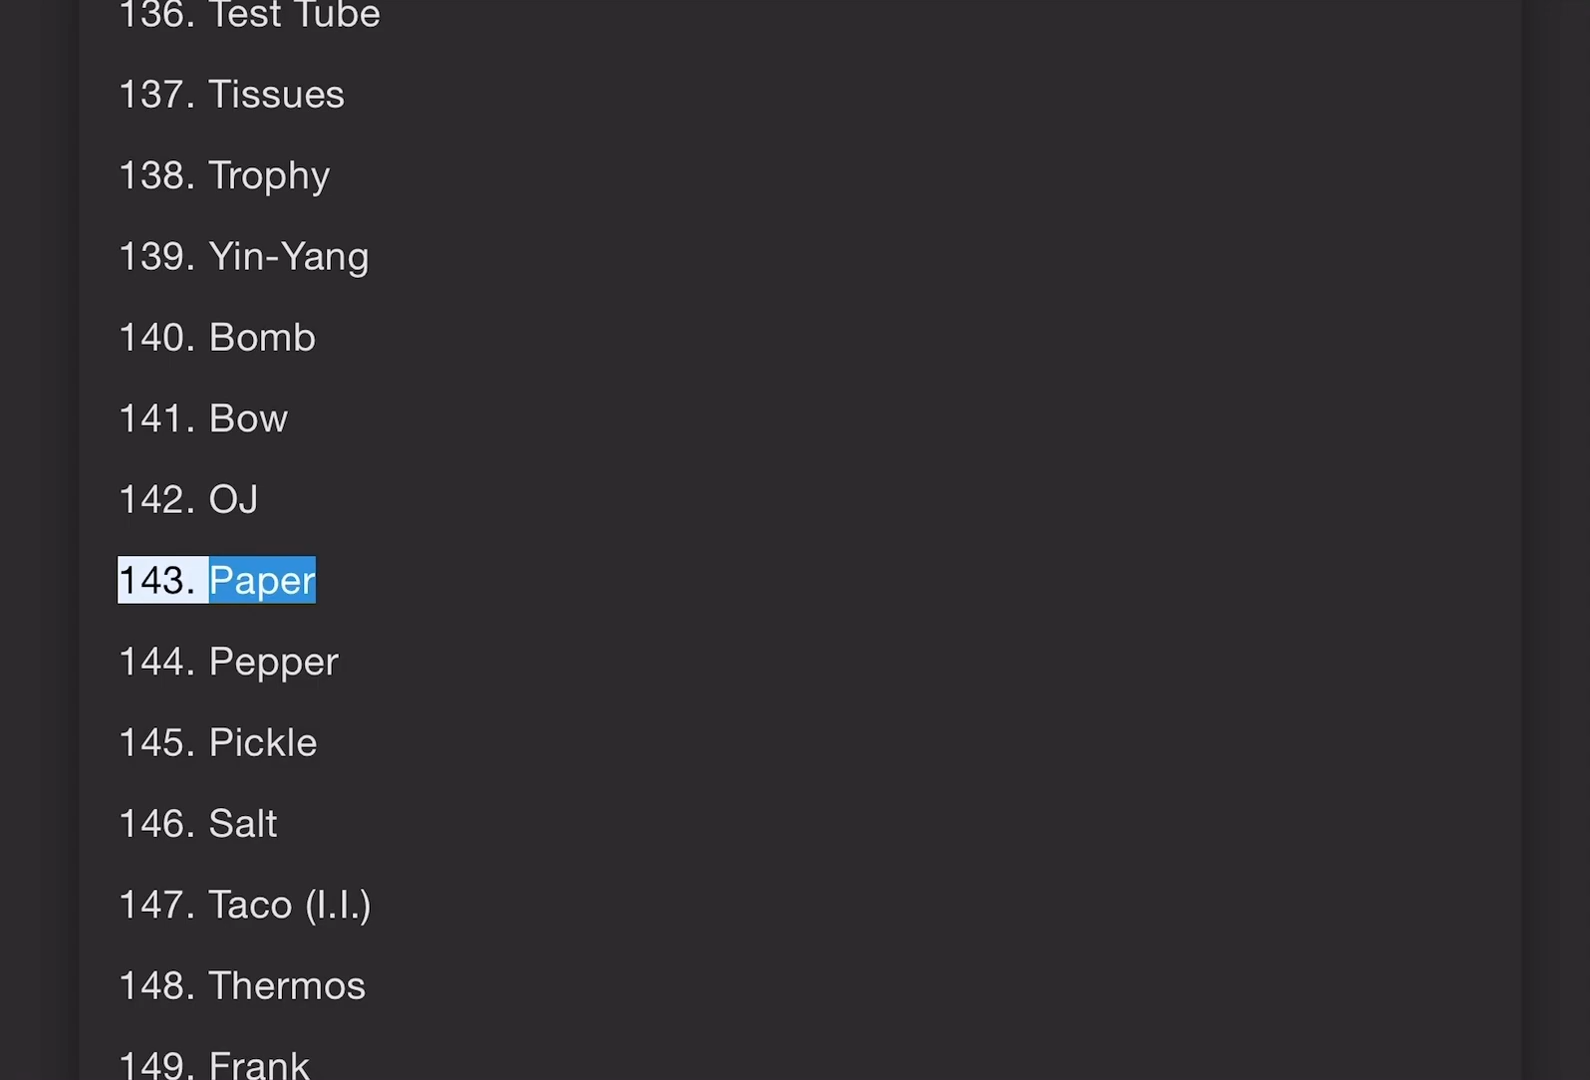 136. Test Tube
137. Tissues
138. Trophy
139. Yin-Yang
140. Bomb
141. Bow
142. OJ
143. Paper
144. Pepper
145. Pickle
146. Salt
147. Taco (I.I.)
148. Thermos
149. Frank